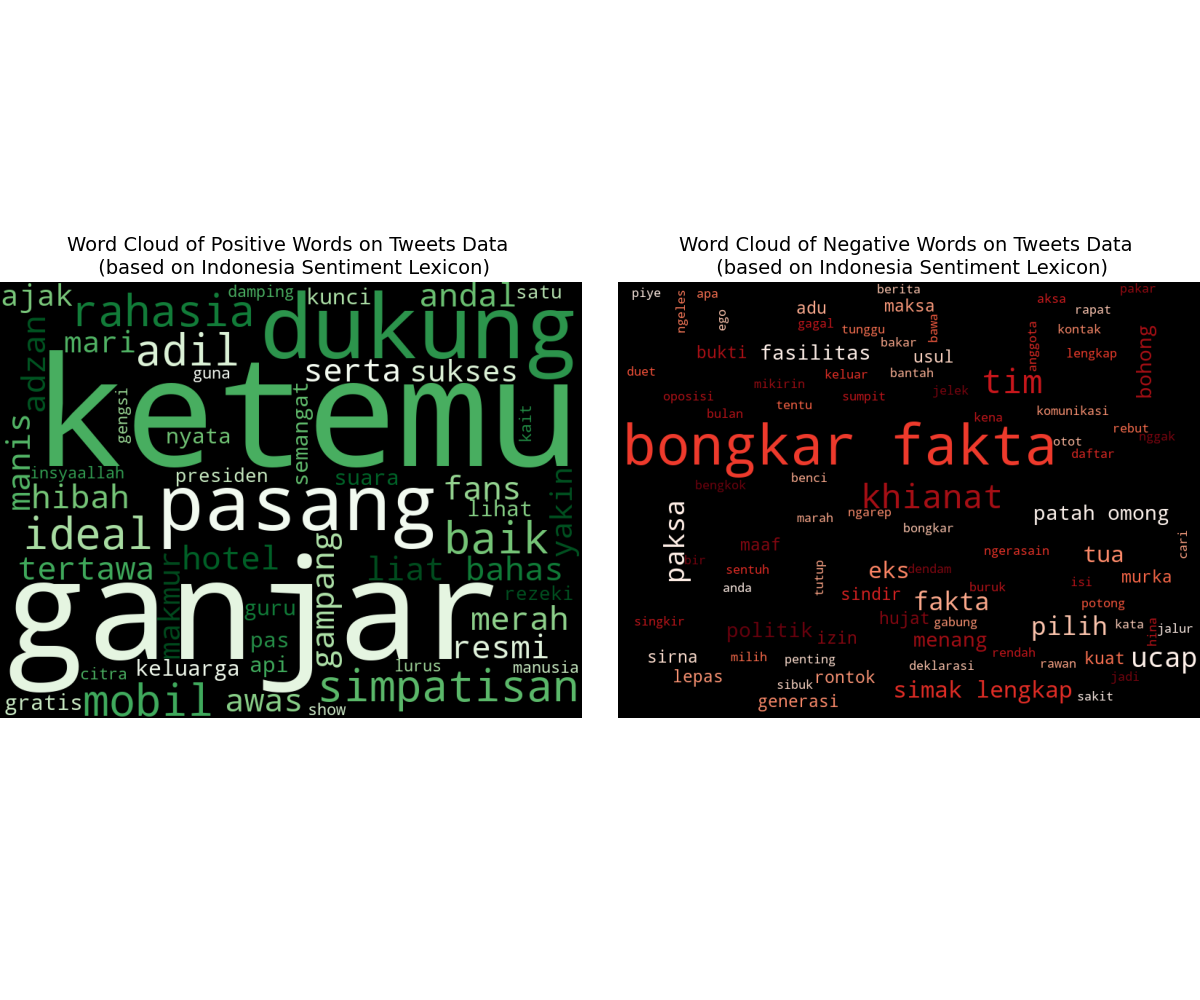 Word Cloud of Positive Words on Tweets Data
(based on Indonesia Sentiment Lexicon)
ajak
rahasia
damping
kunci
andal
satu
dukung
adzan
mari
adil
guna
serta
sukses
ketemu
gengsi
semangat
kait
nyata
manis
insyaallah
presiden
suara
hibah
pasang
fans
lihat
yakin
ideal
baik
tertawa
makmur
hotel
gampang
liat
bahas
rezeki
ganjar
guru
merah
pas
resmi
api
citra
keluarga
lurus
manusia
gratis
mobil
awas
show
simpatisan
Word Cloud of Negative Words on Tweets Data
(based on Indonesia Sentiment Lexicon)
piye
ngeles
apa
ego
berita
pakar
adu
maksa
aksa
rapat
gagal
tunggu
bawa
anggota
kontak
bakar
bukti
fasilitas
usul
lengkap
bohong
duet
keluar
bantah
mikirin
tim
oposisi
sumpit
jelek
tentu
bulan
kena
komunikasi
rebut
bongkar fakta
otot
nggak
daftar
bengkok
benci
khianat
paksa
marah
ngarep
patah omong
bongkar
cari
maaf
ngerasain
tua
bir
sentuh
tutup
eks
dendam
murka
anda
buruk
isi
sindir
fakta
potong
singkir
politik
izin
hujat
gabung
pilih
kata
hina
jalur
menang
sirna
milih
penting
rendah
rawan
kuat
ucap
lepas
sibuk
rontok
deklarasi
jadi
generasi
simak lengkap
sakit